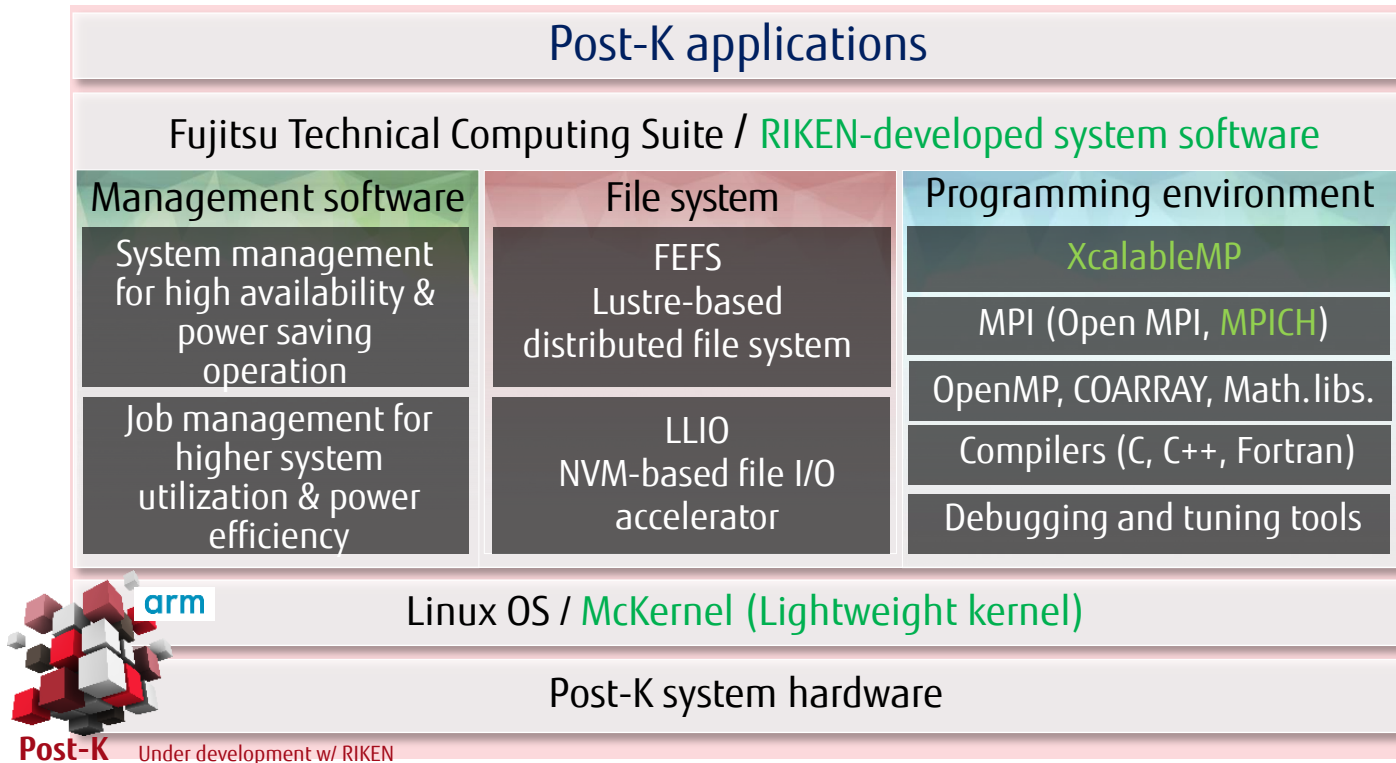 Post-K applications
Fujitsu Technical Computing Suite / RIKEN-developed system software
Management software
System management
for high availability &
power saving
operation
Job management for
higher system
utilization & power
efficiency
File system
FEFS
Lustre-based
distributed file system
LLIO
NVM-based file I/O
accelerator
Programming environment
XcalableMP
MPI (Open MPI, MPICH)
OpenMP, COARRAY, Math.libs.
Compilers (C, C++, Fortran)
Debugging and tuning tools
arm
Linux OS / McKernel (Lightweight kernel)
Post-K system hardware
Post-K Under development w/ RIKEN